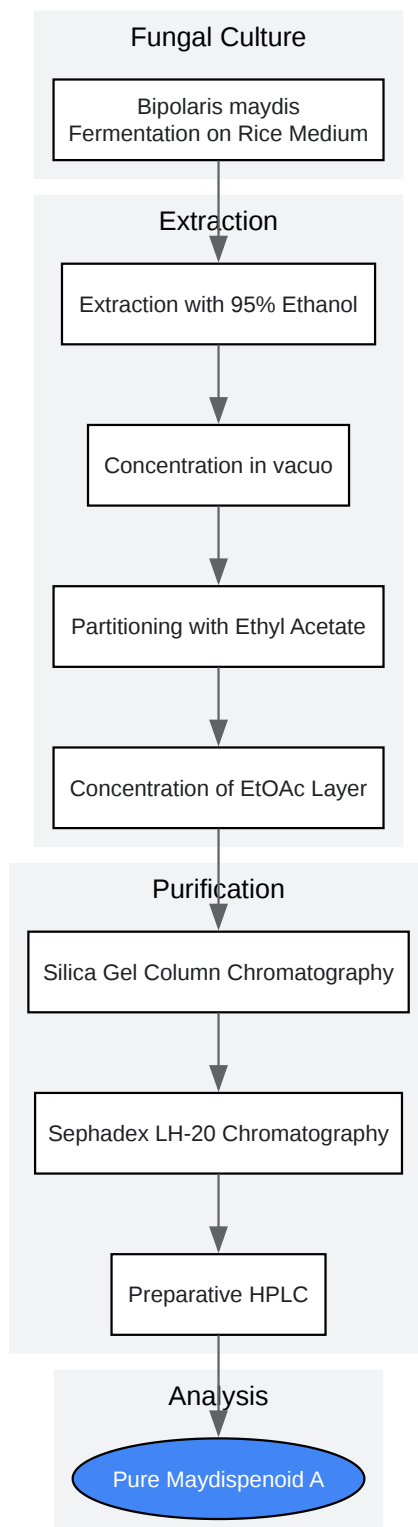 Fungal Culture
Bipolaris maydis
Fermentation on Rice Medium
Extraction
Extraction with 95% Ethanol
Concentration in vacuo
Partitioning with Ethyl Acetate
Concentration of EtOAc Layer
Purification
Silica Gel Column Chromatography
Sephadex LH-20 Chromatography
Preparative HPLC
Analysis
Pure Maydispenoid A